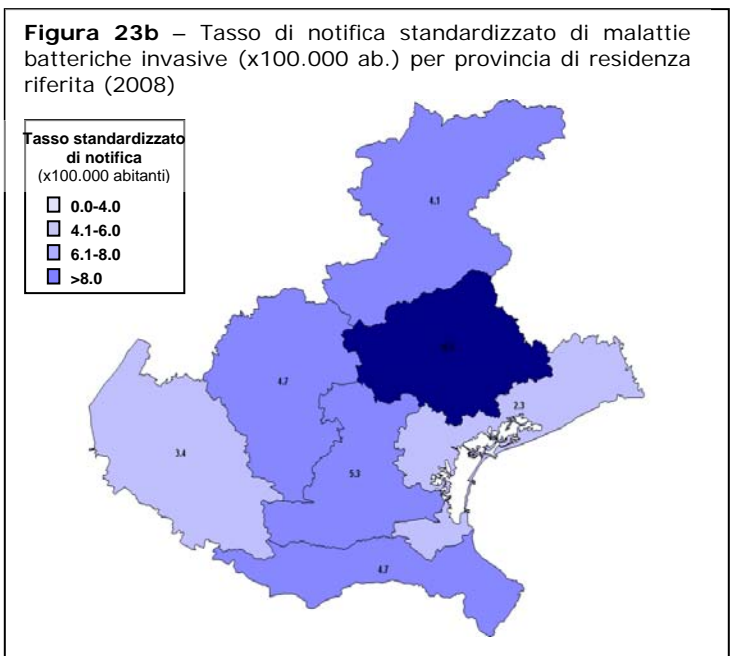 Figura 23b – Tasso di notifica standardizzato di malattie
batteriche invasive (x100.000 ab.) per provincia di residenza
riferita (2008)
Tasso standardizzato
di notifica
(x100.000 abitanti)
0.0-4.0
4.1-6.0
6.1-8.0
>8.0
4.1
4.7
2.3
3.4
5.3
4.7